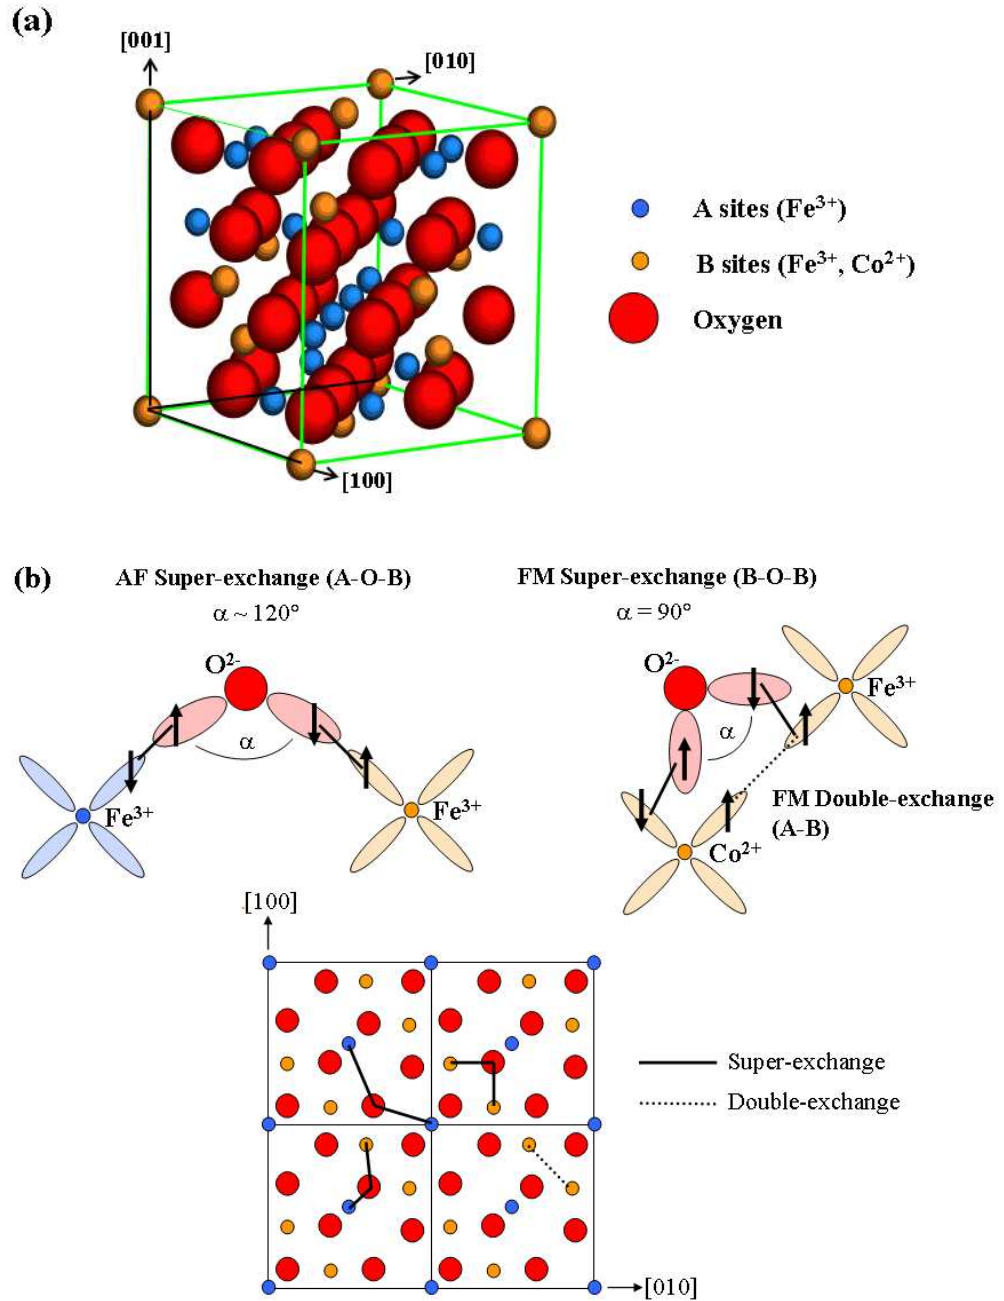 (a)
[001]
[010]
[100]
A sites (Fe³⁺)
B sites (Fe³⁺, Co²⁺)
Oxygen
(b)
AF Super-exchange (A-O-B)
α ~ 120°
O²⁻
α
Fe³⁺
Fe³⁺
FM Super-exchange (B-O-B)
α = 90°
O²⁻
Fe³⁺
α
FM Double-exchange
(A-B)
Co²⁺
[100]
Super-exchange
Double-exchange
[010]